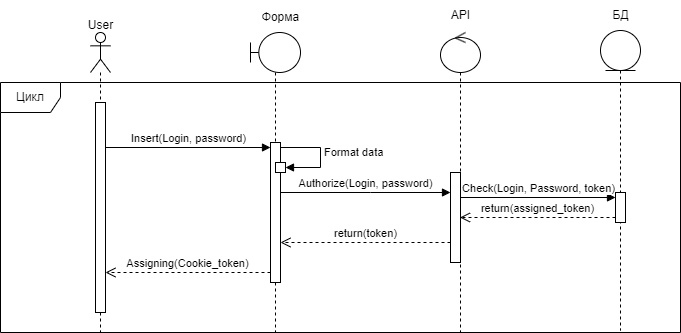 User
Форма
API
БД
Цикл
Insert(Login, password)
Format data
Authorize(Login, password)
Check(Login, Password, token)
return(assigned_token)
return(token)
Assigning(Cookie_token)